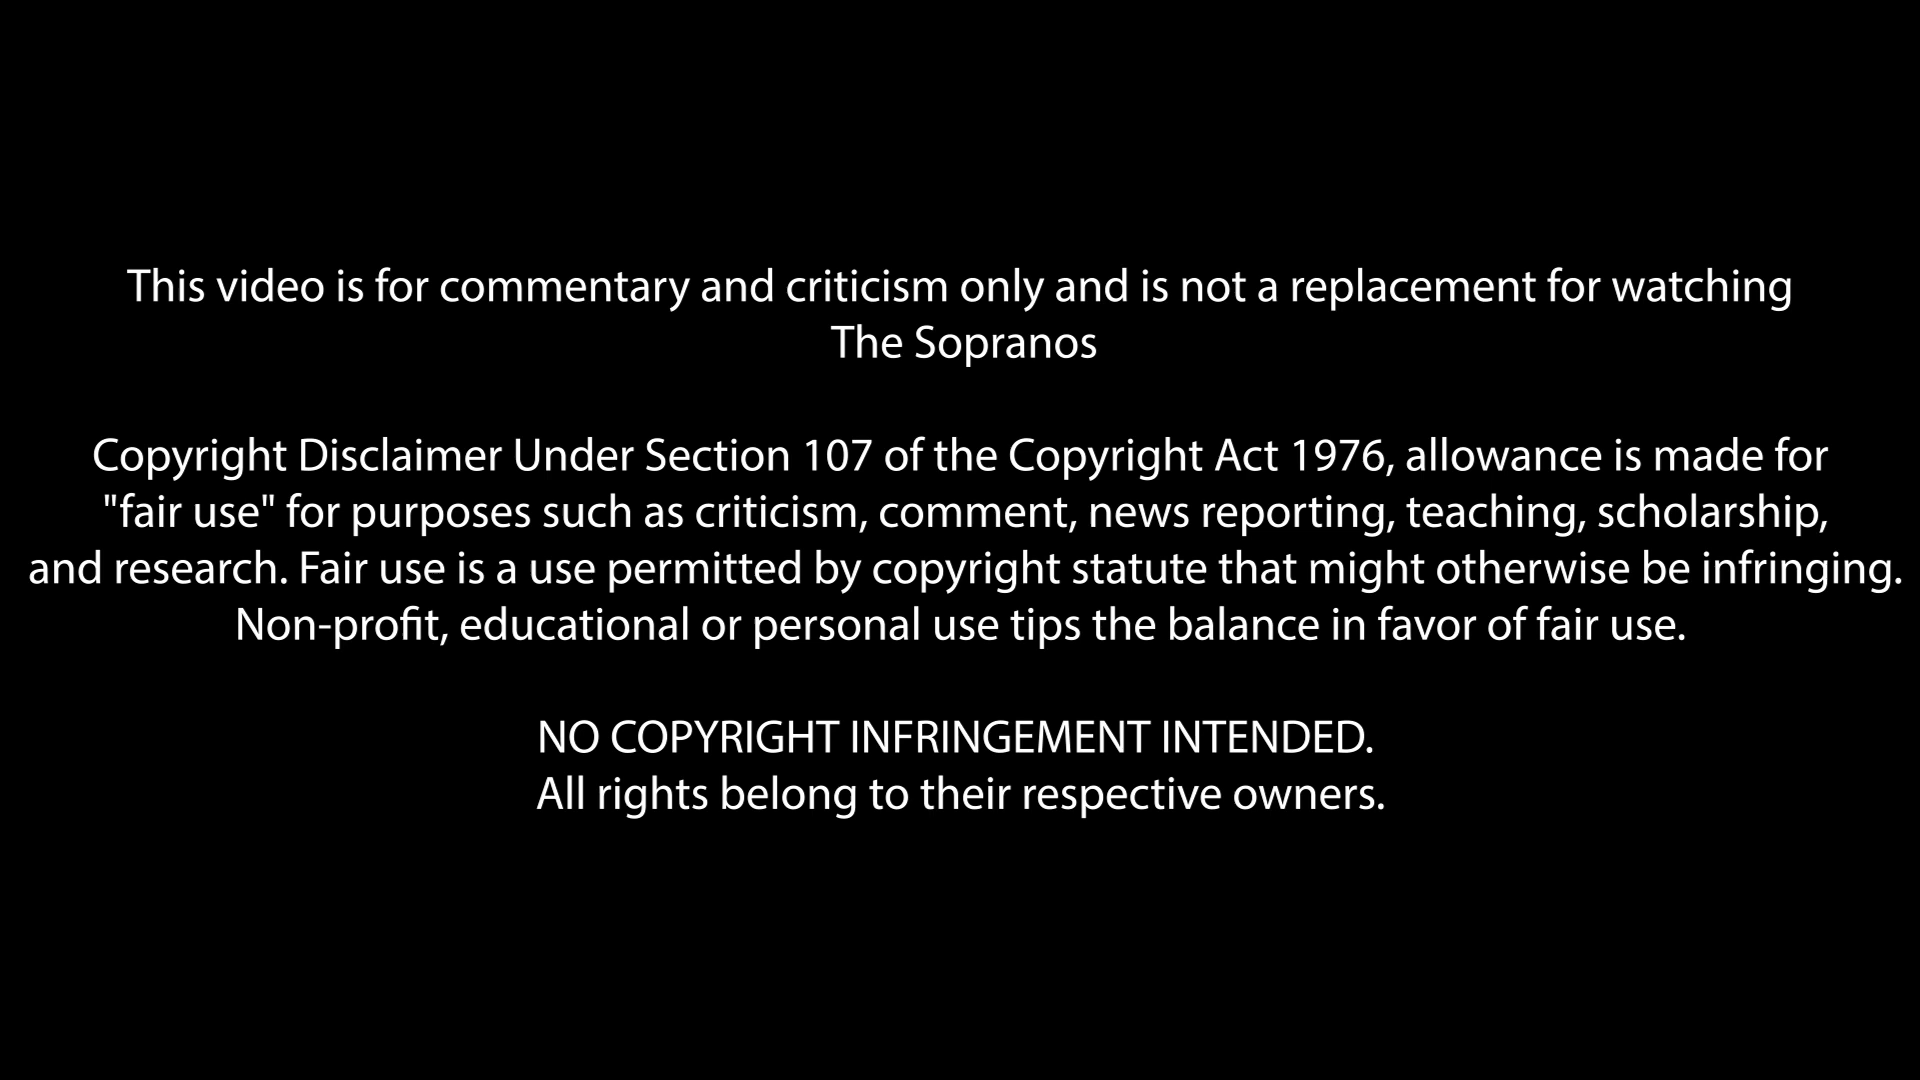 This video is for commentary and criticism only and is not a replacement for watching
The Sopranos
Copyright Disclaimer Under Section 107 of the Copyright Act 1976, allowance is made for
"fair use" for purposes such as criticism, comment, news reporting, teaching, scholarship,
and research. Fair use is a use permitted by copyright statute that might otherwise be infringing.
Non-profit, educational or personal use tips the balance in favor of fair use.
NO COPYRIGHT INFRINGEMENT INTENDED.
All rights belong to their respective owners.